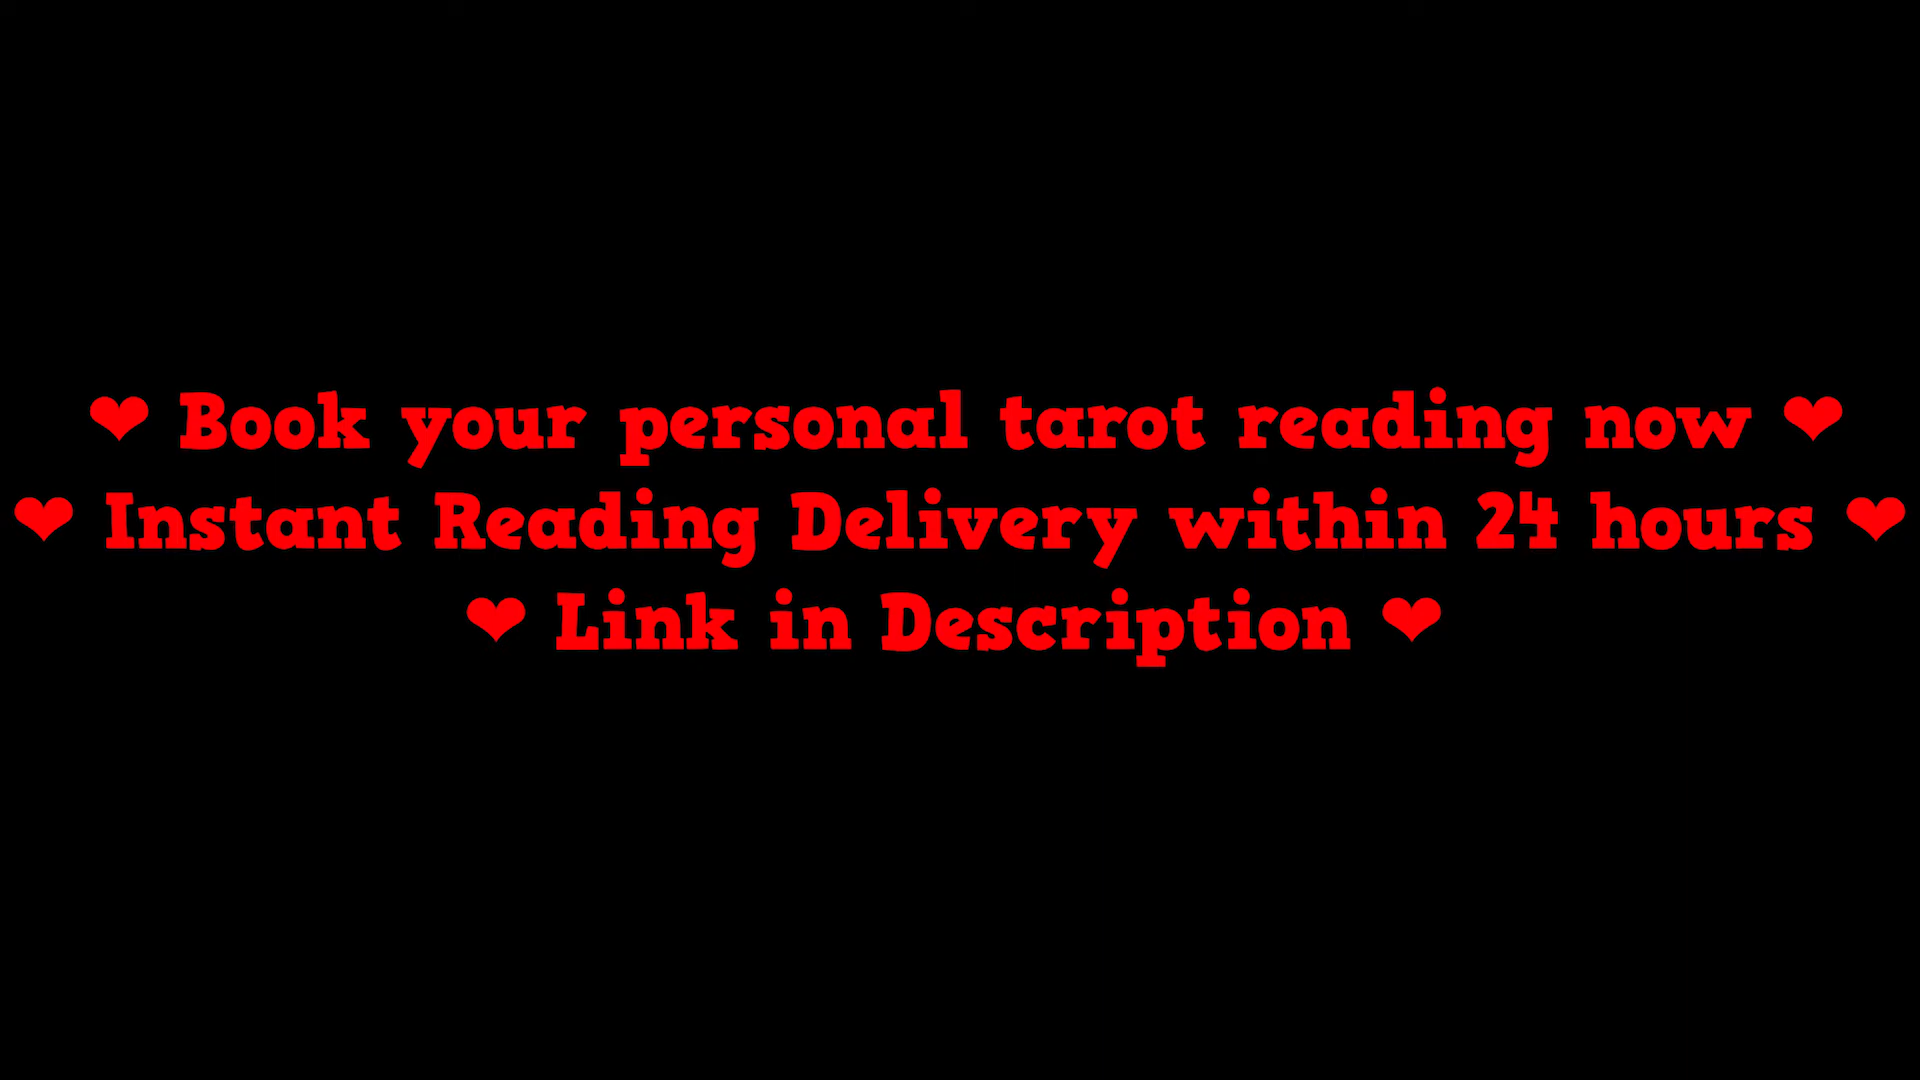 ❤ Book your personal tarot reading now ❤
❤ Instant Reading Delivery within 24 hours ❤
❤ Link in Description ❤